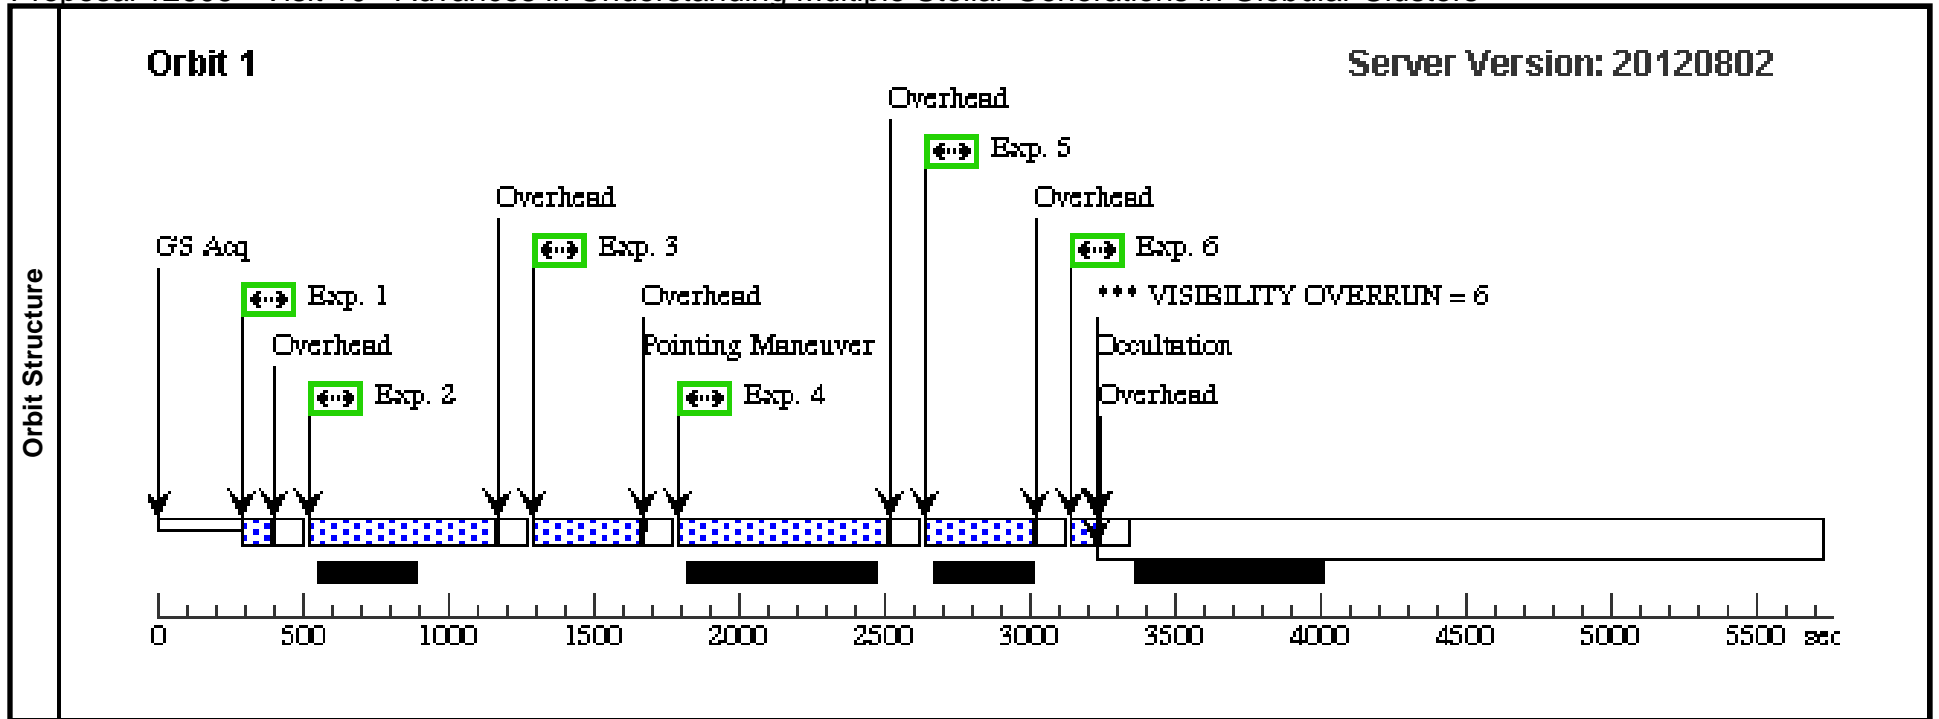 Orbit Structure
Orbit 1
Server Version: 20120802
Overhead
Exp. 5
Overhead
Overhead
GS Acq
Exp. 3
Exp. 6
Exp. 1
Overhead
*** VISIBILITY OVERRUN = 6
Overhead
Pointing Maneuver
Occultation
Exp. 2
Exp. 4
Overhead
0 500 1000 1500 2000 2500 3000 3500 4000 4500 5000 5500 sec